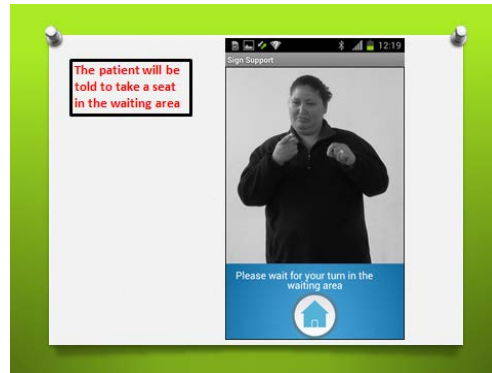 The patient will be
told to take a seat
in the waiting area
12:19
Sign Support
Please wait for your turn in the
waiting area